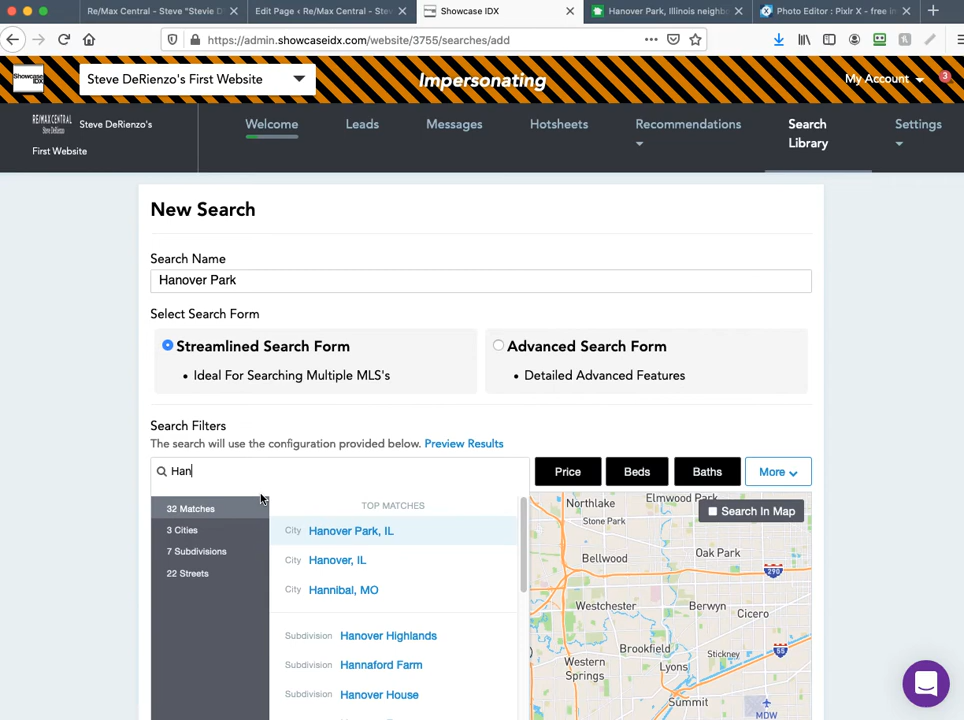 Re/Max Central - Steve "Stevie D
Edit Page ‹ Re/Max Central - Ste
Showcase IDX
Hanover Park, Illinois neighb
Photo Editor : Pixlr X - free i
https://admin.showcaseidx.com/website/3755/searches/add
Showcase IDX
Steve DeRienzo's First Website
Impersonating
My Account
3
RE/MAX CENTRAL
Steve DeRienzo
Steve DeRienzo's
First Website
Welcome
Leads
Messages
Hotsheets
Recommendations
Search
Library
Settings
New Search
Search Name
Hanover Park
Select Search Form
Streamlined Search Form
• Ideal For Searching Multiple MLS's
Advanced Search Form
• Detailed Advanced Features
Search Filters
The search will use the configuration provided below. Preview Results
Han
Price
Beds
Baths
More
32 Matches
3 Cities
7 Subdivisions
22 Streets
TOP MATCHES
City Hanover Park, IL
City Hanover, IL
City Hannibal, MO
Subdivision Hanover Highlands
Subdivision Hannaford Farm
Subdivision Hanover House
Northlake
Elmwood Park
Search In Map
Stone Park
Bellwood
Oak Park
290
Westchester
Berwyn
Cicero
Brookfield
Western
Springs
Lyons
Stickney
55
Summit
MDW